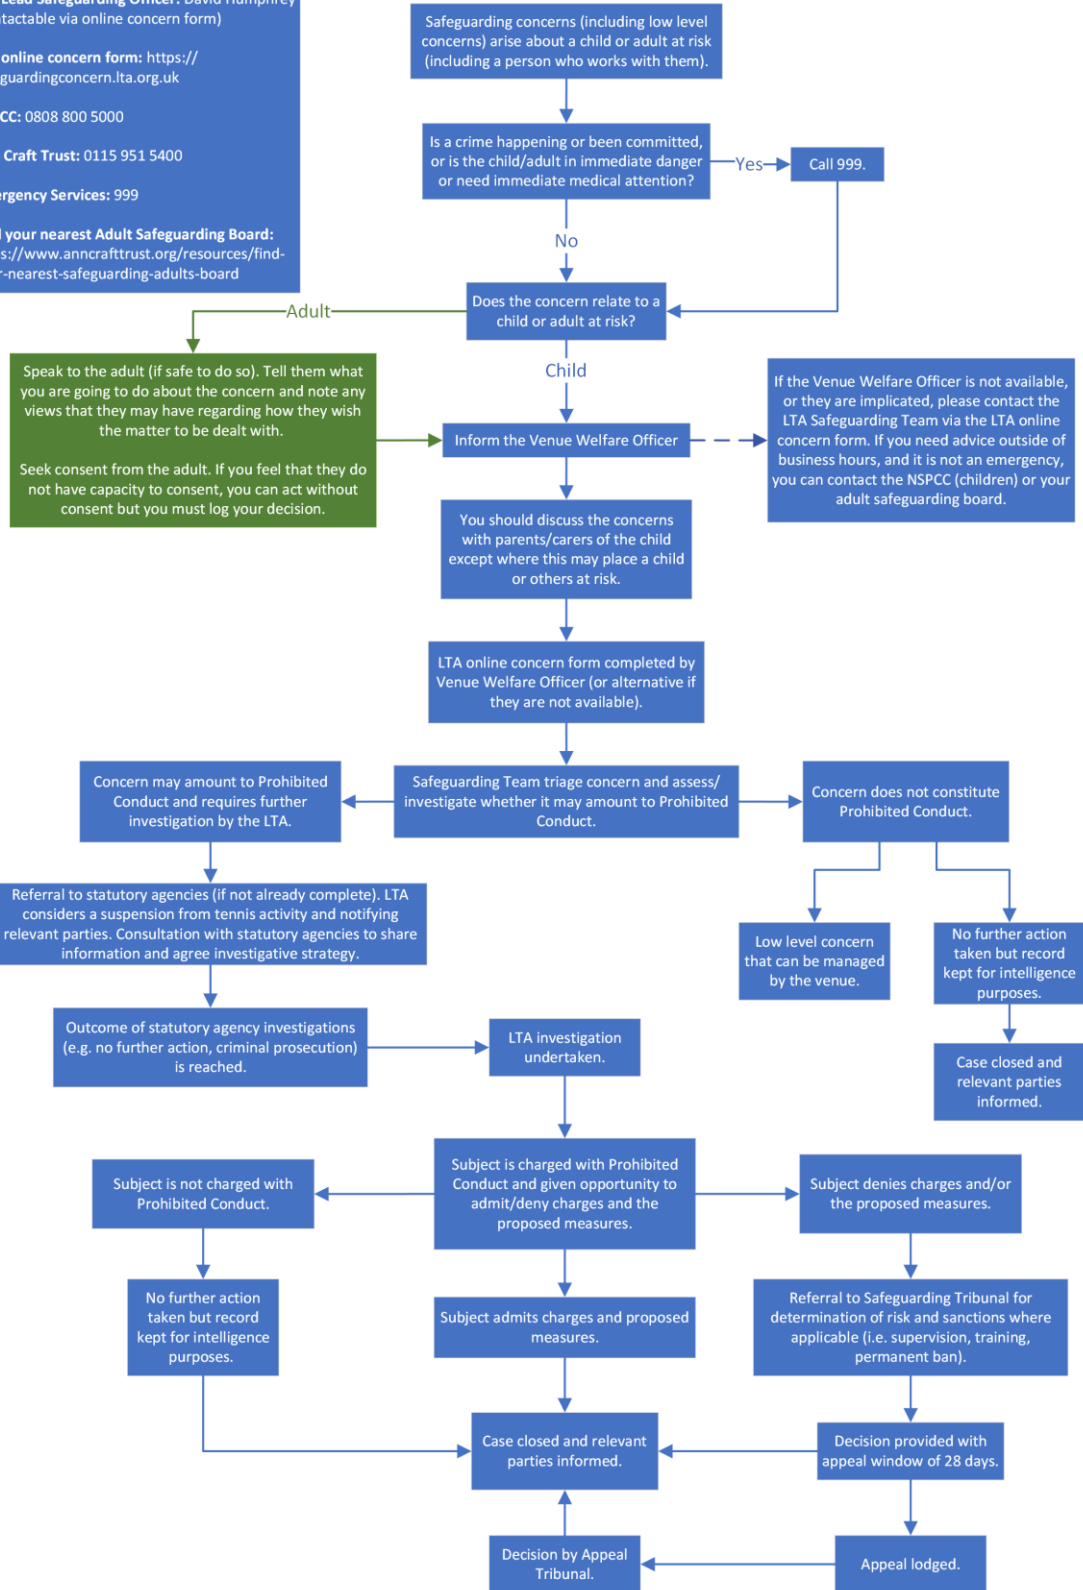 Lead Safeguarding Officer: David Humphrey
ntactable via online concern form)
online concern form: https://
guardingconcern.lta.org.uk
CC: 0808 800 5000
Craft Trust: 0115 951 5400
ergency Services: 999
your nearest Adult Safeguarding Board:
s://www.anncrafttrust.org/resources/find-
r-nearest-safeguarding-adults-board
Safeguarding concerns (including low level
concerns) arise about a child or adult at risk
(including a person who works with them).
Is a crime happening or been committed,
or is the child/adult in immediate danger
or need immediate medical attention?
Yes
Call 999.
No
Does the concern relate to a
child or adult at risk?
Adult
Child
Speak to the adult (if safe to do so). Tell them what
you are going to do about the concern and note any
views that they may have regarding how they wish
the matter to be dealt with.
Seek consent from the adult. If you feel that they do
not have capacity to consent, you can act without
consent but you must log your decision.
Inform the Venue Welfare Officer
If the Venue Welfare Officer is not available,
or they are implicated, please contact the
LTA Safeguarding Team via the LTA online
concern form. If you need advice outside of
business hours, and it is not an emergency,
you can contact the NSPCC (children) or your
adult safeguarding board.
You should discuss the concerns
with parents/carers of the child
except where this may place a child
or others at risk.
LTA online concern form completed by
Venue Welfare Officer (or alternative if
they are not available).
Concern may amount to Prohibited
Conduct and requires further
investigation by the LTA.
Safeguarding Team triage concern and assess/
investigate whether it may amount to Prohibited
Conduct.
Concern does not constitute
Prohibited Conduct.
Referral to statutory agencies (if not already complete). LTA
considers a suspension from tennis activity and notifying
relevant parties. Consultation with statutory agencies to share
information and agree investigative strategy.
Low level concern
that can be managed
by the venue.
No further action
taken but record
kept for intelligence
purposes.
Outcome of statutory agency investigations
(e.g. no further action, criminal prosecution)
is reached.
LTA investigation
undertaken.
Case closed and
relevant parties
informed.
Subject is not charged with
Prohibited Conduct.
Subject is charged with Prohibited
Conduct and given opportunity to
admit/deny charges and the
proposed measures.
Subject denies charges and/or
the proposed measures.
No further action
taken but record
kept for intelligence
purposes.
Subject admits charges and proposed
measures.
Referral to Safeguarding Tribunal for
determination of risk and sanctions where
applicable (i.e. supervision, training,
permanent ban).
Case closed and relevant
parties informed.
Decision provided with
appeal window of 28 days.
Decision by Appeal
Tribunal.
Appeal lodged.